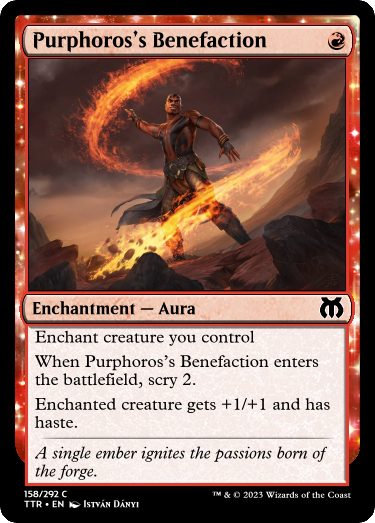 Purphoros's Benefaction
Enchantment — Aura
Enchant creature you control
When Purphoros's Benefaction enters
the battlefield, scry 2.
Enchanted creature gets +1/+1 and has
haste.
A single ember ignites the passions born of
the forge.
158/292 C
TTR • EN István Dányi
™ & © 2023 Wizards of the Coast